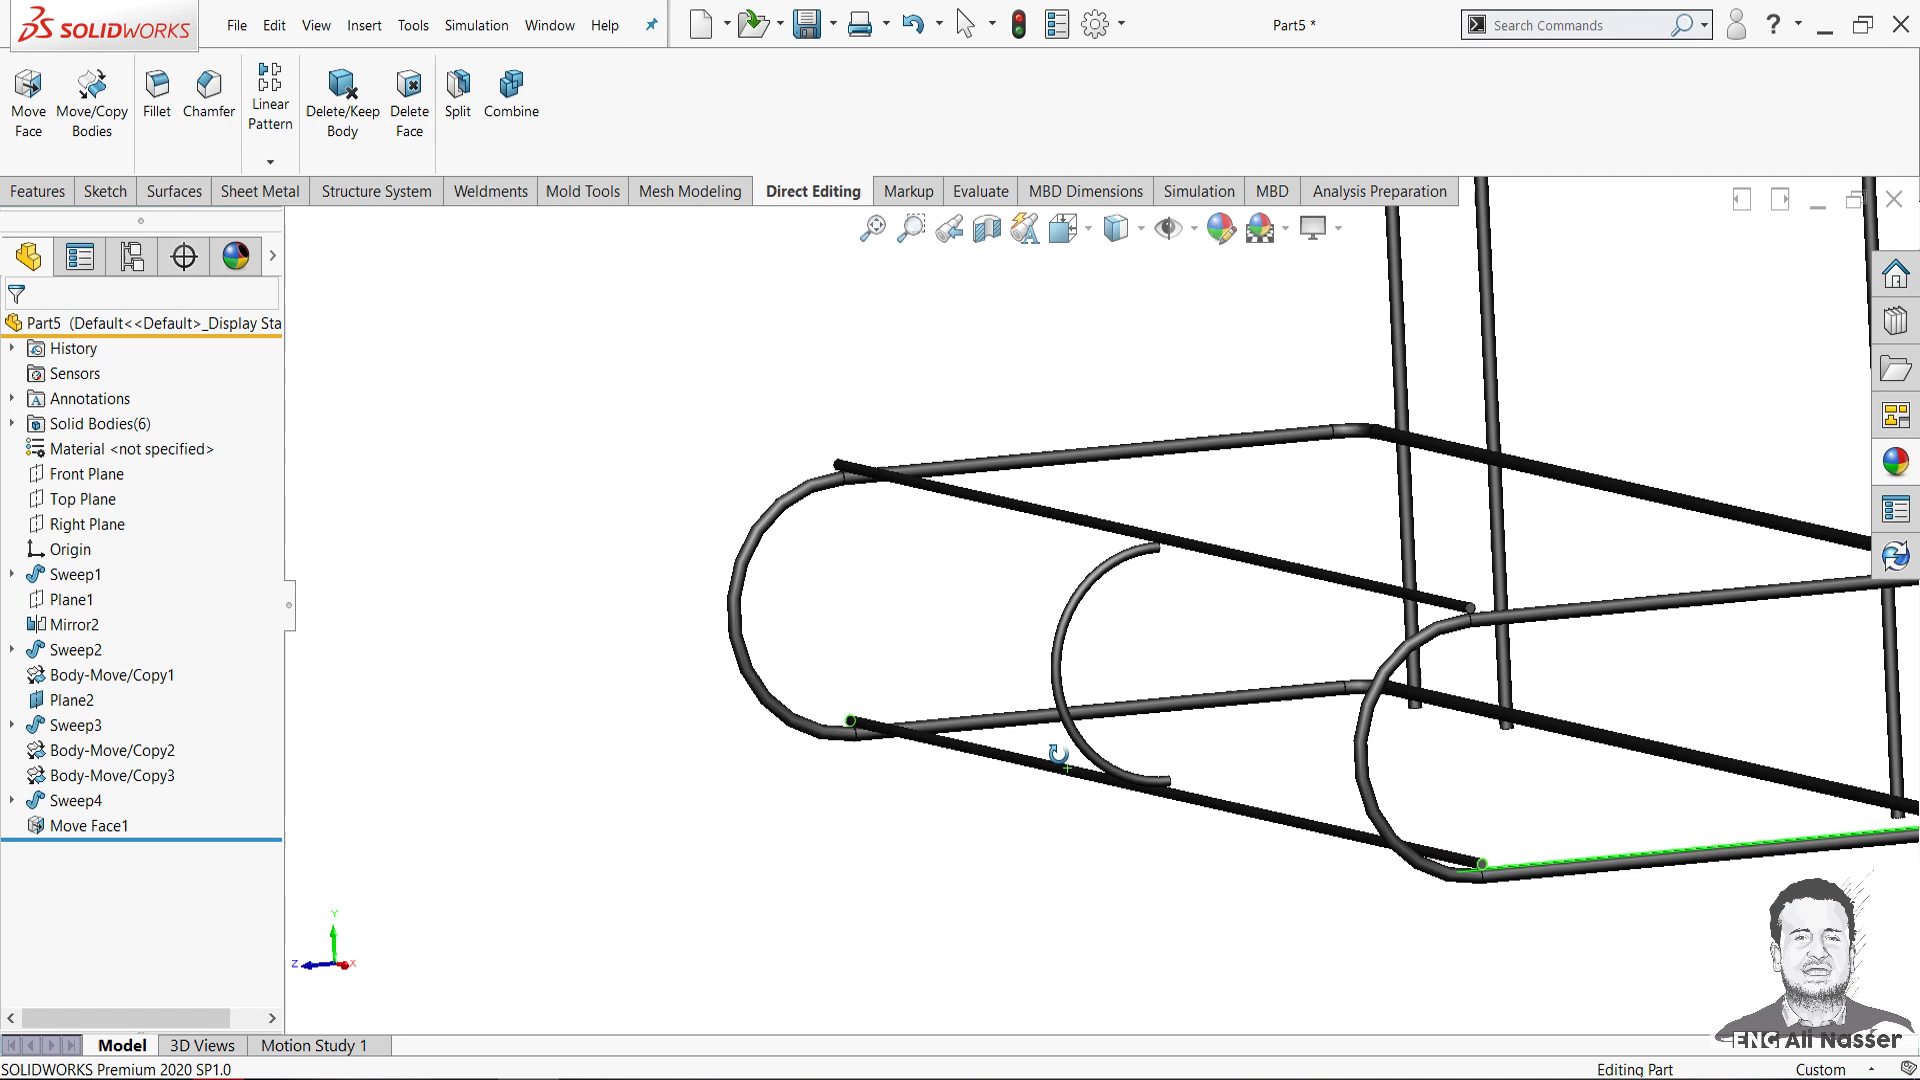 SOLIDWORKS
File Edit View Insert Tools Simulation Window Help
Part5 *
Search Commands
Move Face
Move/Copy Bodies
Fillet
Chamfer
Linear Pattern
Delete/Keep Body
Delete Face
Split
Combine
Features Sketch Surfaces Sheet Metal Structure System Weldments Mold Tools Mesh Modeling Direct Editing Markup Evaluate MBD Dimensions Simulation MBD Analysis Preparation
Part5 (Default<<Default>_Display Sta
History
Sensors
Annotations
Solid Bodies(6)
Material <not specified>
Front Plane
Top Plane
Right Plane
Origin
Sweep1
Plane1
Mirror2
Sweep2
Body-Move/Copy1
Plane2
Sweep3
Body-Move/Copy2
Body-Move/Copy3
Sweep4
Move Face1
Y
Z
X
ENG Ali Nasser
Model 3D Views Motion Study 1
SOLIDWORKS Premium 2020 SP1.0
Editing Part
Custom